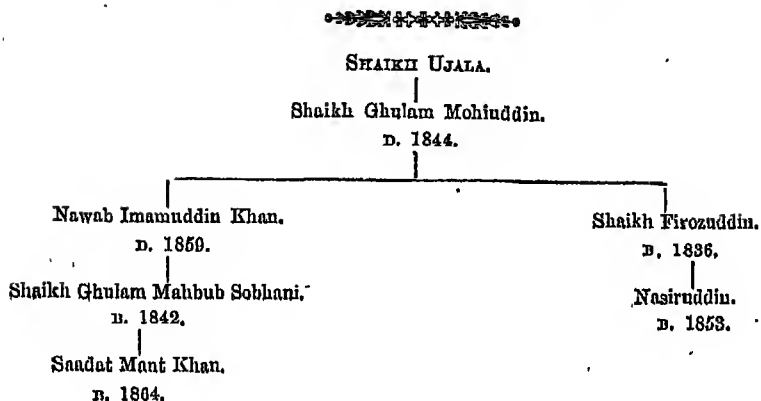 SHAIKH UJALA.
Shaikh Ghulam Mohiuddin.
D. 1844.
Nawab Imamuddin Khan.
D. 1859.
Shaikh Firozuddin.
B. 1836.
Shaikh Ghulam Mahbub Sobhani.
B. 1842.
Nasiruddin.
B. 1853.
Saadat Mant Khan.
B. 1864.